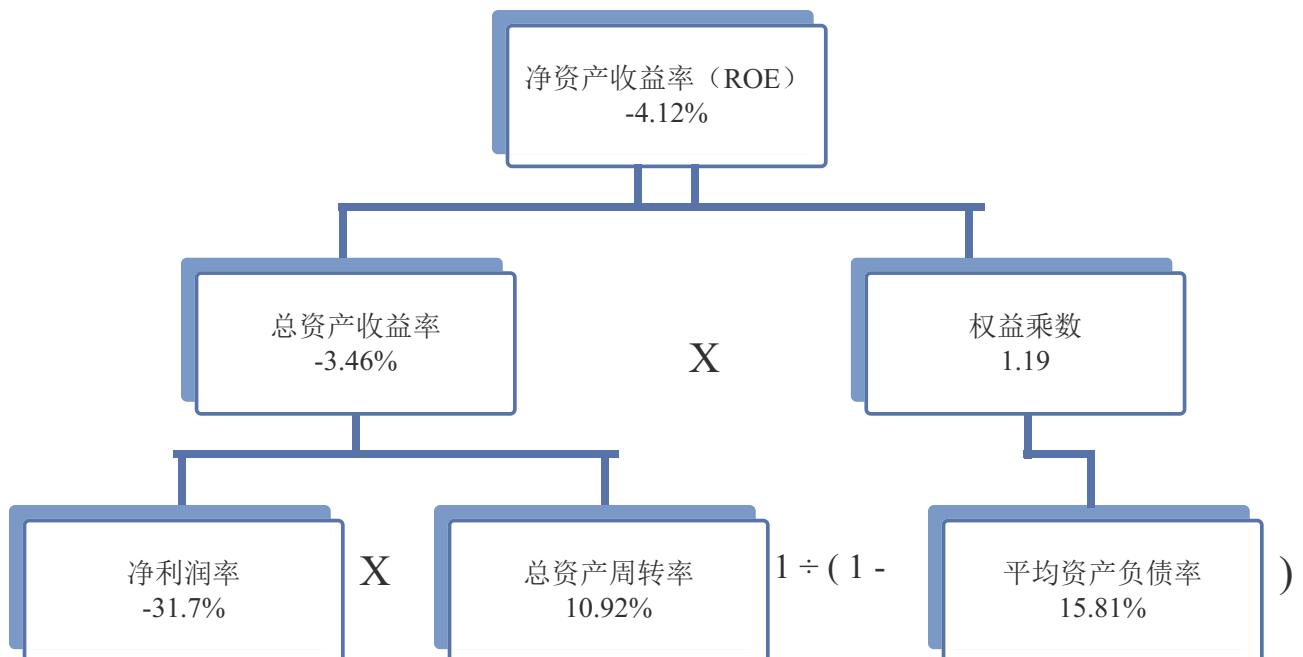 净资产收益率（ROE）
-4.12%
总资产收益率
-3.46%
X
权益乘数
1.19
净利润率
-31.7%
X
总资产周转率
10.92%
1 ÷ ( 1 -
平均资产负债率
15.81%
)